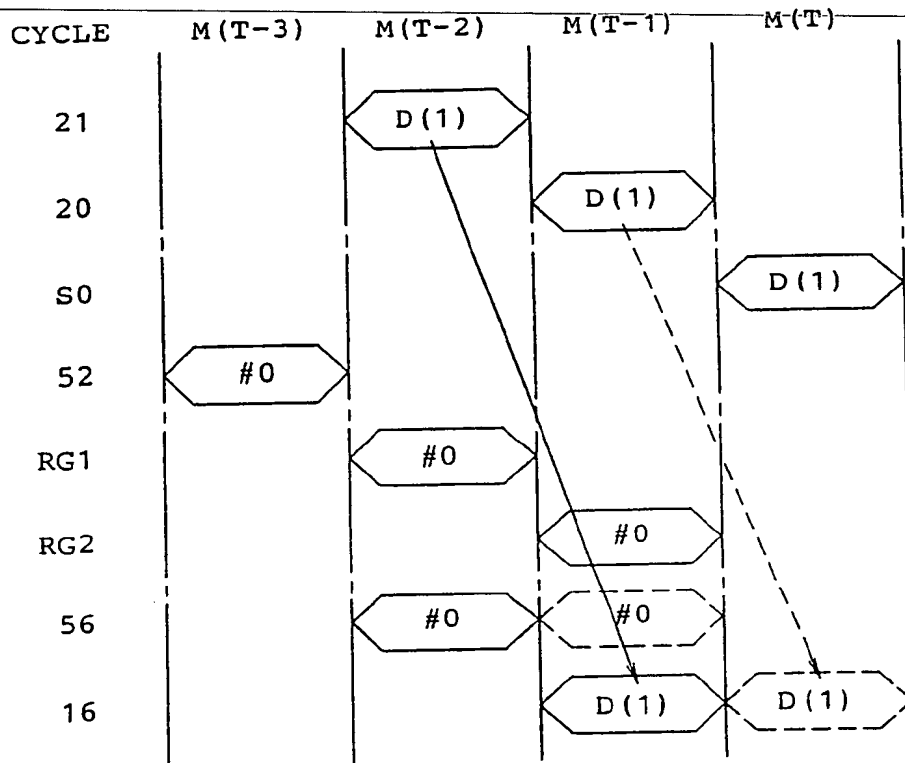 CYCLE M(T-3) M(T-2) M(T-1) M(T)
21 D(1)
20 D(1)
S0 D(1)
52 #0
RG1 #0
RG2 #0
56 #0 #0
16 D(1) D(1)